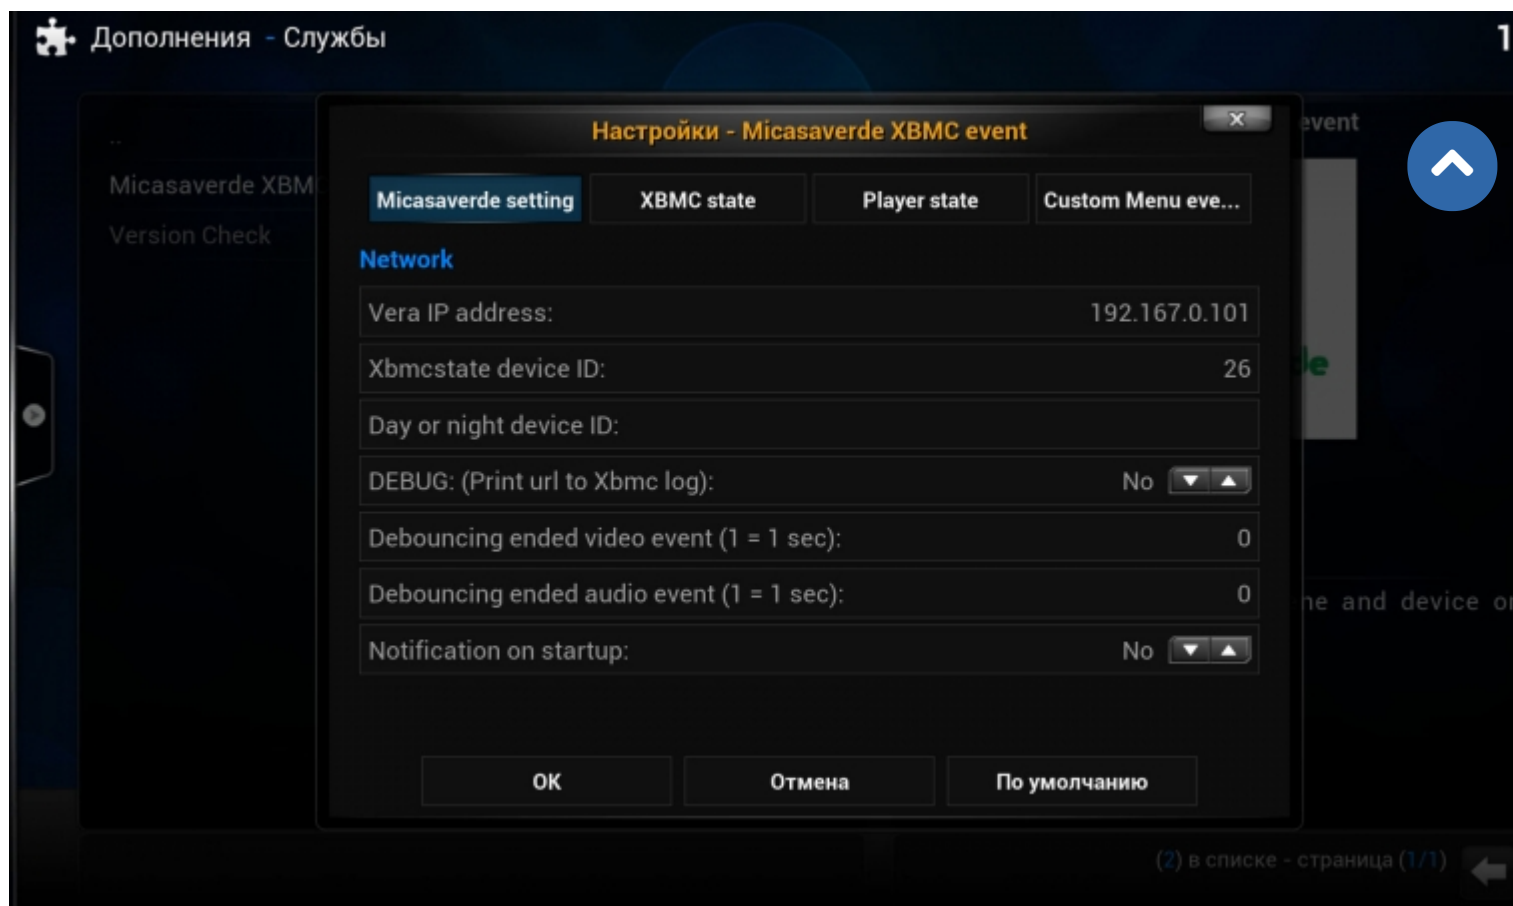 Дополнения - Службы
1
Настройки - Micasaverde XBMC event
event
..
Micasaverde XBM
Version Check
Micasaverde setting
XBMC state
Player state
Custom Menu eve...
Network
Vera IP address: 192.167.0.101
Xbmcstate device ID: 26
Day or night device ID:
DEBUG: (Print url to Xbmc log): No
Debouncing ended video event (1 = 1 sec): 0
Debouncing ended audio event (1 = 1 sec): 0
and device
Notification on startup: No
OK
Отмена
По умолчанию
(2) в списке - страница (1/1)